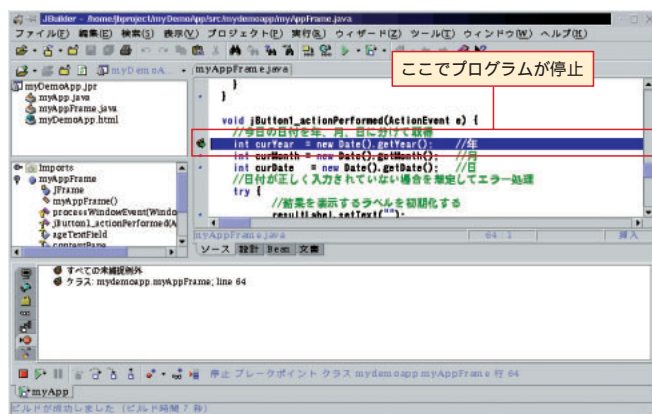 JBuilder - /home/jbproject/myDemoApp/src/mydemoapp/myAppFrame.java
ファイル(F) 編集(E) 検索(S) 表示(V) プロジェクト(P) 実行(R) ウィザード(Z) ツール(T) ウィンドウ(W) ヘルプ(H)
myDemoA...
myAppFrame.java
ここでプログラムが停止
myDemoApp.jpr
myApp.java
myAppFrame.java
myDemoApp.html
}
}
void jButton1_actionPerformed(ActionEvent e) {
//今日の日付を年、月、日に分けて取得
int curYear = new Date().getYear(); //年
int curMonth = new Date().getMonth(); //月
int curDate = new Date().getDate(); //日
//日付が正しく入力されていない場合を想定してエラー処理
try {
//結果を表示するラベルを初期化する
resultLabel.setText("");
Imports
myAppFrame
JFrame
myAppFrame()
processWindowEvent(Windo
jButton1_actionPerformed(A
ageTextField
contentPane
myAppFrame.java
64: 1
挿入
ソース 設計 Bean 文書
すべての未捕捉例外
クラス: mydemoapp.myAppFrame; line 64
停止 ブレークポイント クラス mydemoapp.myAppFrame 行 64
myApp
ビルドが成功しました (ビルド時間 7 秒)